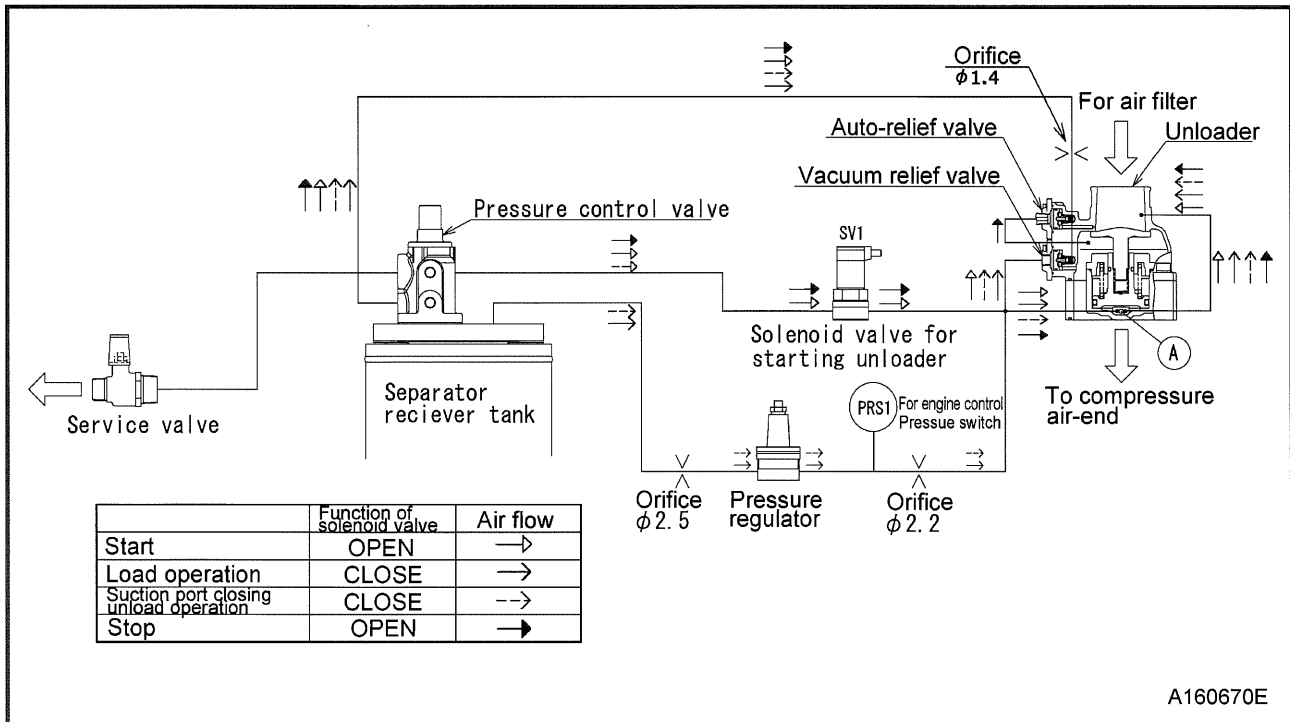 Orifice
φ1.4
For air filter
Auto-relief valve
Unloader
Vacuum relief valve
Pressure control valve
SV1
Solenoid valve for
starting unloader
A
To compressure
air-end
Separator
reciever tank
Service valve
PRS1
For engine control
Pressue switch
Orifice
φ2.5
Pressure
regulator
Orifice
φ2.2
Function of
solenoid valve
Air flow
Start
OPEN
Load operation
CLOSE
Suction port closing
unload operation
CLOSE
Stop
OPEN
A160670E